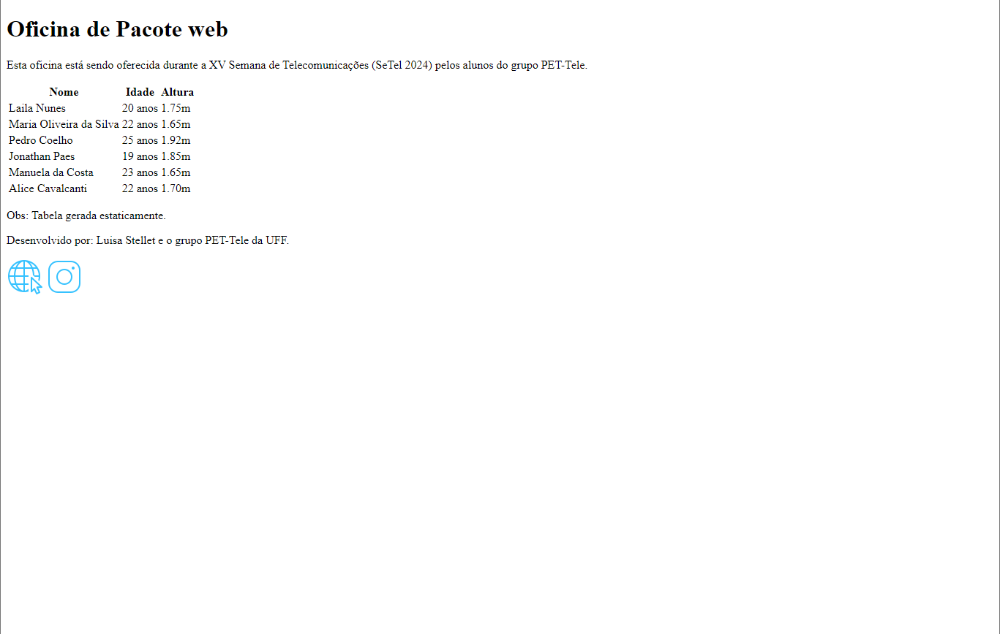 Oficina de Pacote web
Esta oficina está sendo oferecida durante a XV Semana de Telecomunicações (SeTel 2024) pelos alunos do grupo PET-Tele.
Nome Idade Altura
Laila Nunes 20 anos 1.75m
Maria Oliveira da Silva 22 anos 1.65m
Pedro Coelho 25 anos 1.92m
Jonathan Paes 19 anos 1.85m
Manuela da Costa 23 anos 1.65m
Alice Cavalcanti 22 anos 1.70m
Obs: Tabela gerada estaticamente.
Desenvolvido por: Luisa Stellet e o grupo PET-Tele da UFF.